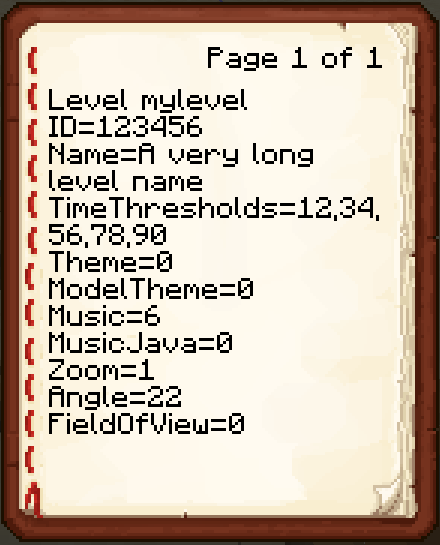 Page 1 of 1
Level mylevel
ID=123456
Name=A very long
level name
TimeThresholds=12,34,
56,78,90
Theme=0
ModelTheme=0
Music=6
MusicJava=0
Zoom=1
Angle=22
FieldOfView=0